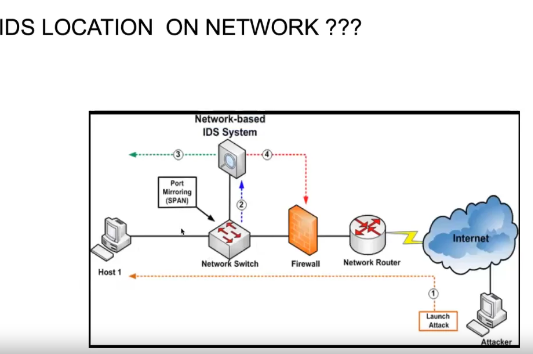 IDS LOCATION ON NETWORK ???
Network-based
IDS System
3
4
Port
Mirroring
(SPAN)
2
Internet
Host 1
Network Switch
Firewall
Network Router
1
Launch
Attack
Attacker